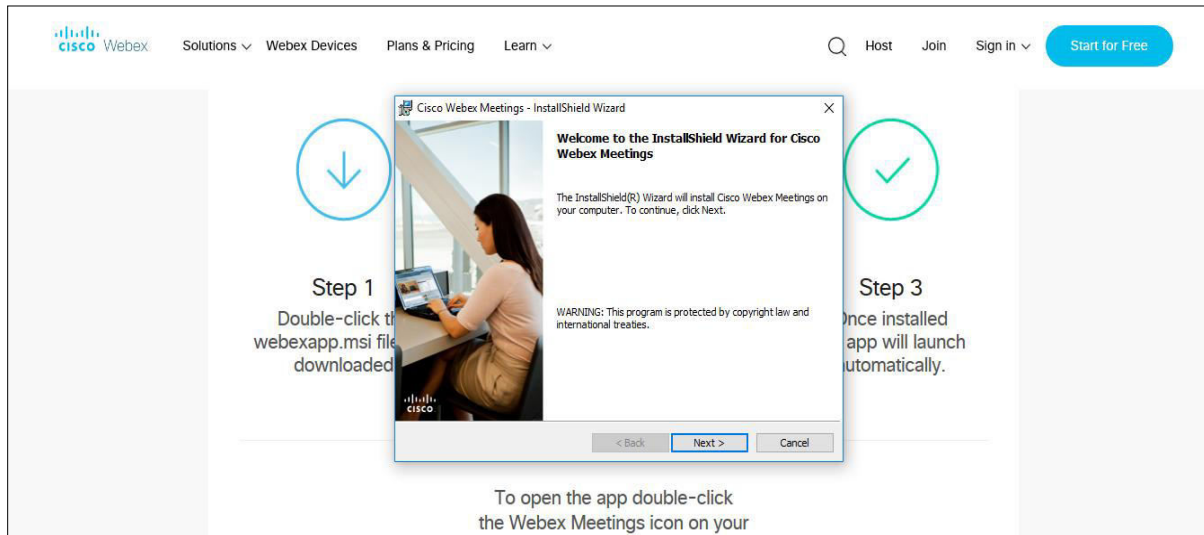 CISCO Webex Solutions Webex Devices Plans & Pricing Learn Host Join Sign in Start for Free
Cisco Webex Meetings - InstallShield Wizard
Welcome to the InstallShield Wizard for Cisco
Webex Meetings
The InstallShield(R) Wizard will install Cisco Webex Meetings on
your computer. To continue, click Next.
WARNING: This program is protected by copyright law and
international treaties.
CISCO
< Back Next > Cancel
Step 1
Double-click
webexapp.msi
downloaded
Step 3
installed
app will launch
To open the app double-click
the Webex Meetings icon on your